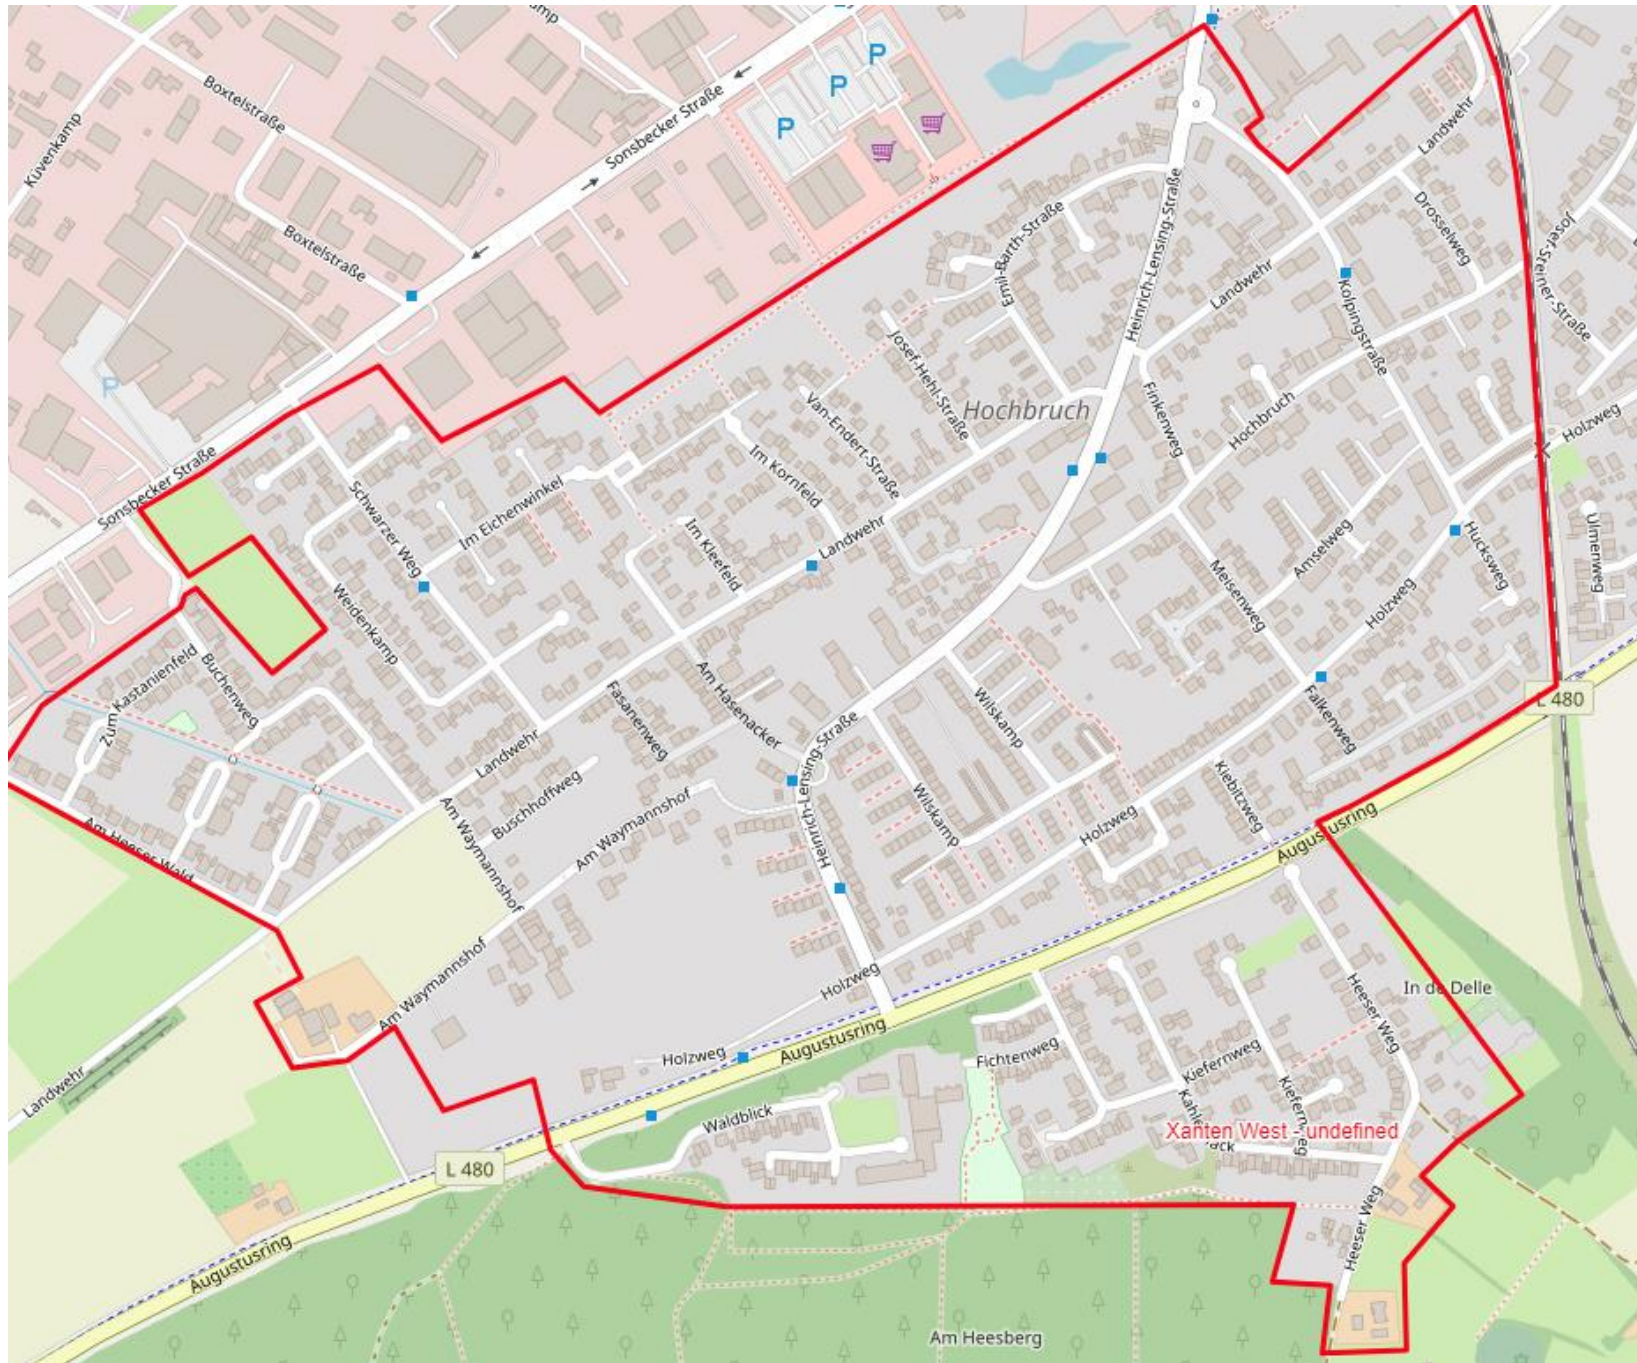 Boxtelstraße
Sonsbecker Straße
P
P
P
Küvenkamp
Boxtelstraße
Landwehr
Drosselweg
Josef-Steiner-Straße
Emil-Barth-Straße
Heinrich-Lensing-Straße
Landwehr
Kolpingstraße
Josef-Hehl-Straße
Hochbruch
Finkenweg
Hochbruch
Holzweg
P
Van-Endert-Straße
Im Kornfeld
Sonsbecker Straße
Schwarzer Weg
Im Eichenwinkel
Im Kleefeld
Landwehr
Amselweg
Hucksweg
Ulmenweg
Meisenweg
Holzweg
Weidenkamp
Buchenweg
Zum Kastanienfeld
Fasanenweg
Am Hasenacker
Wilskamp
Falkenweg
L 480
Landwehr
Heinrich-Lensing-Straße
Buschhoffweg
Am Waymannshof
Am Waymannshof
Heinrich-Lensing-Straße
Wilskamp
Holzweg
Kiebitzweg
Augustusring
Am Heeser Wald
Am Waymannshof
Holzweg
Heeser Weg
In de Delle
Holzweg
Augustusring
Fichtenweg
Kiefernweg
Kiefernweg
Landwehr
Waldblick
Xanten West - undefined
L 480
Heeser Weg
Augustusring
Am Heesberg